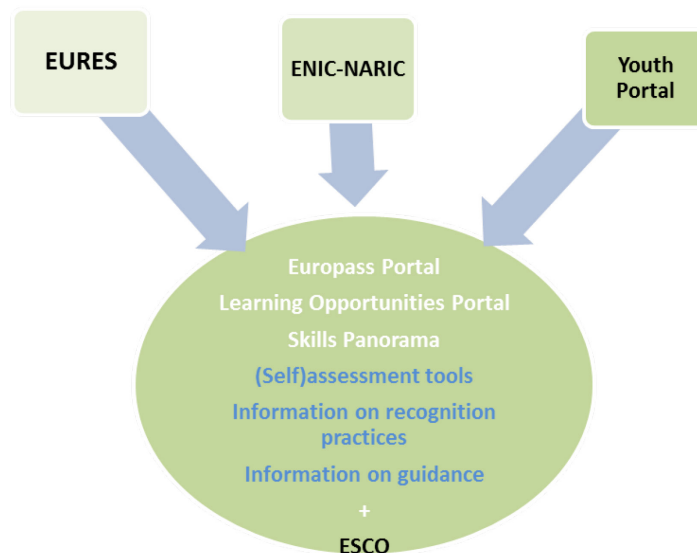 EURES
ENIC-NARIC
Youth
Portal
Europass Portal
Learning Opportunities Portal
Skills Panorama
(Self)assessment tools
Information on recognition
practices
Information on guidance
+
ESCO